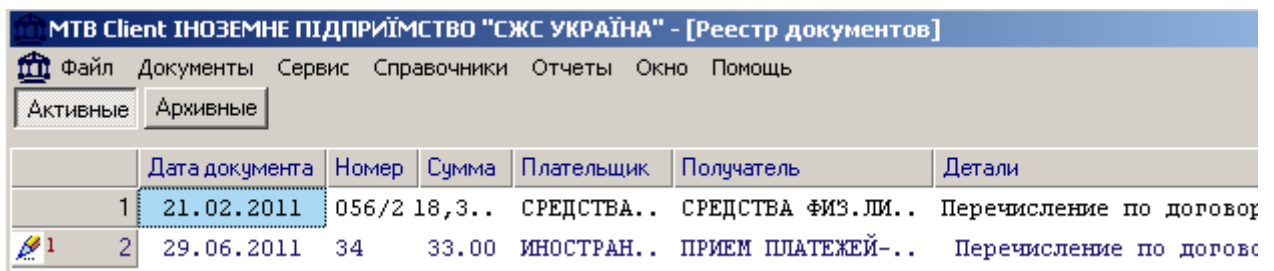 МТВ Client ІНОЗЕМНЕ ПІДПРИЇМСТВО "СЖС УКРАЇНА" - [Реестр документов]
Файл Документы Сервис Справочники Отчеты Окно Помощь
Активные Архивные
Дата документа Номер Сумма Плательщик Получатель Детали
1 21.02.2011 056/2 18,3.. СРЕДСТВА.. СРЕДСТВА ФИЗ.ЛИ.. Перечисление по договор
1 2 29.06.2011 34 33.00 ИНОСТРАН.. ПРИЕМ ПЛАТЕЖЕЙ-.. Перечисление по догово